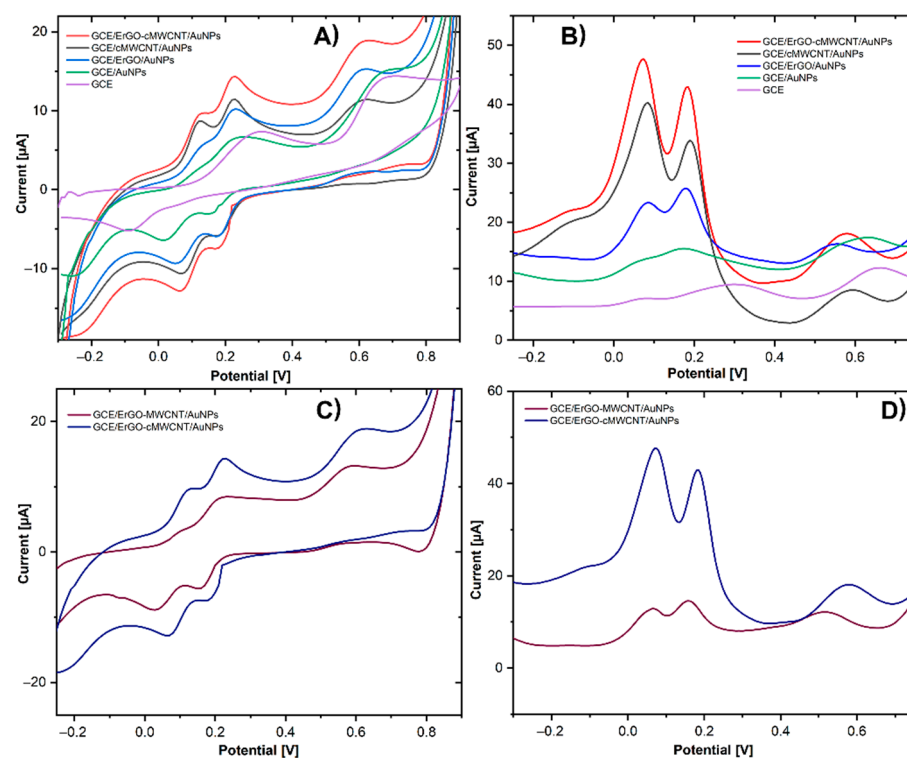 A)
GCE/ErGO-cMWCNT/AuNPs
GCE/cMWCNT/AuNPs
GCE/ErGO/AuNPs
GCE/AuNPs
GCE
20
10
0
−10
Current [µA]
−0.2 0.0 0.2 0.4 0.6 0.8
Potential [V]
B)
GCE/ErGO-cMWCNT/AuNPs
GCE/cMWCNT/AuNPs
GCE/ErGO/AuNPs
GCE/AuNPs
GCE
50
40
30
20
10
0
Current [µA]
−0.2 0.0 0.2 0.4 0.6
Potential [V]
C)
GCE/ErGO-MWCNT/AuNPs
GCE/ErGO-cMWCNT/AuNPs
20
0
−20
Current [µA]
−0.2 0.0 0.2 0.4 0.6 0.8
Potential [V]
D)
GCE/ErGO-MWCNT/AuNPs
GCE/ErGO-cMWCNT/AuNPs
60
40
20
0
Current [µA]
−0.2 0.0 0.2 0.4 0.6
Potential [V]